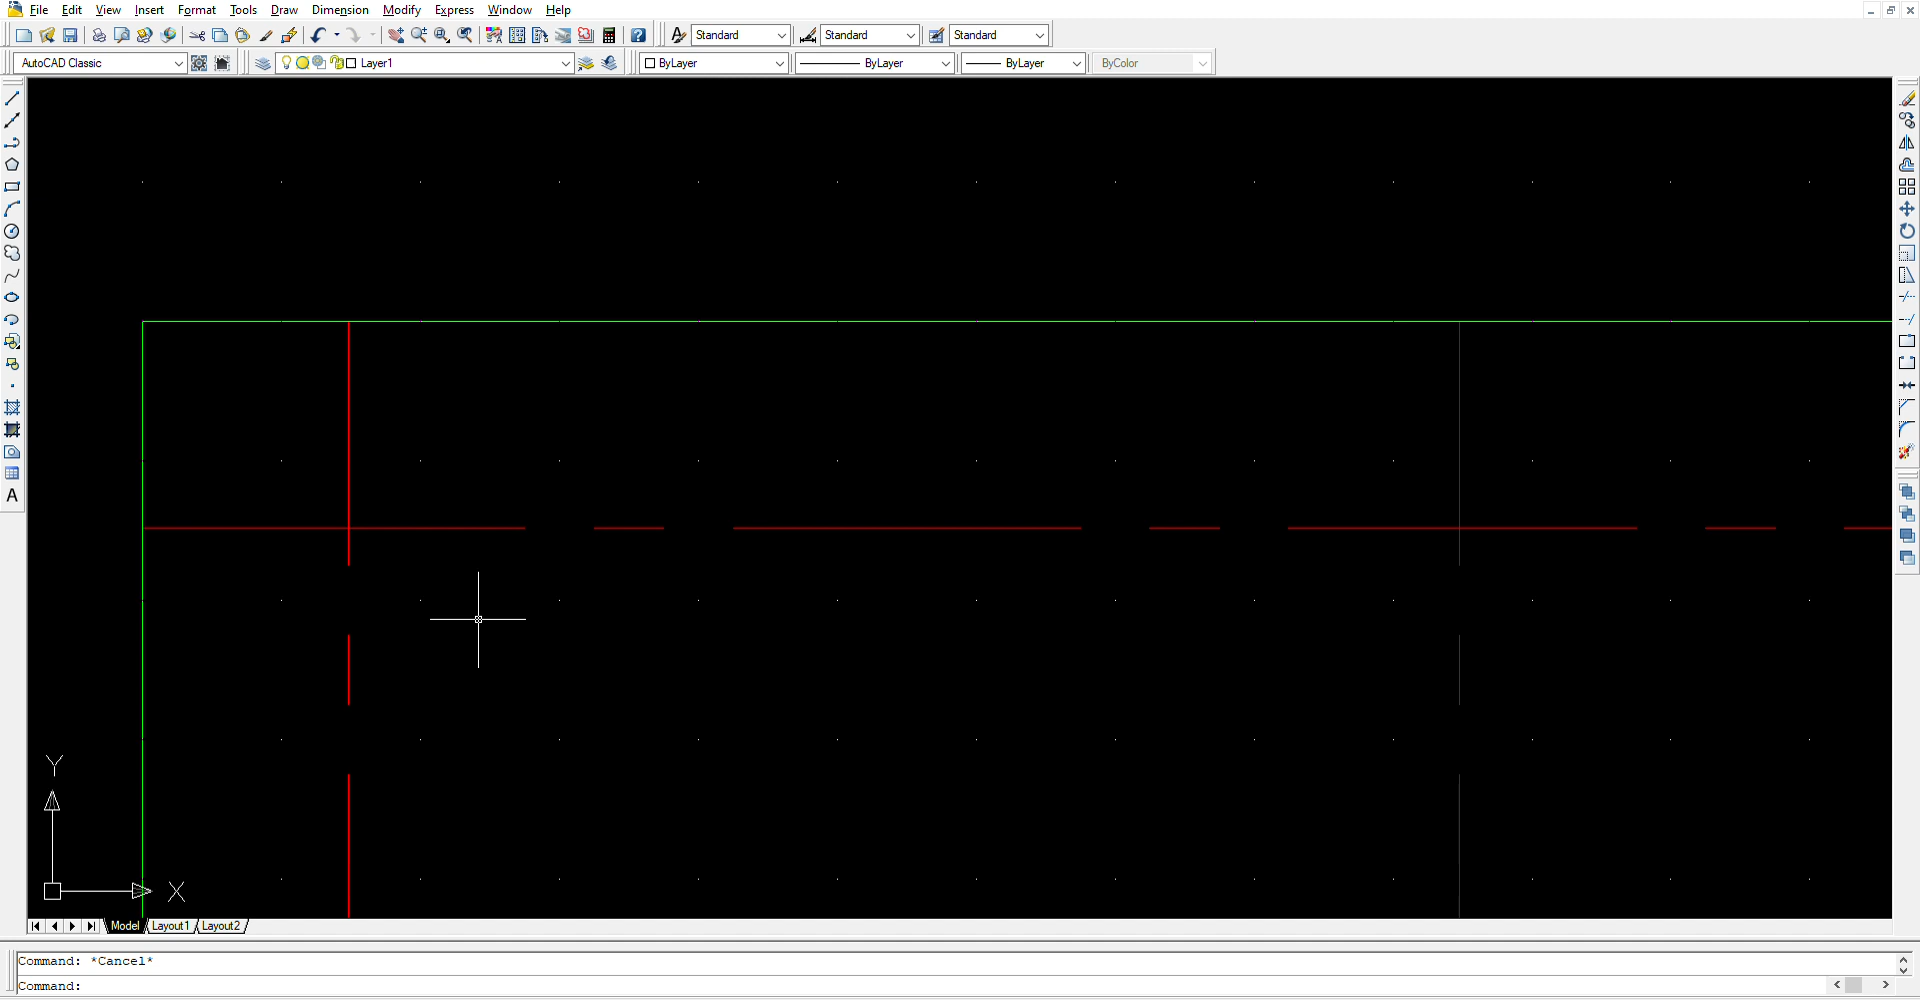 File Edit View Insert Format Tools Draw Dimension Modify Express Window Help
Standard Standard Standard
AutoCAD Classic Layer1 ByLayer ByLayer ByLayer ByColor
A
Y
X
Model Layout1 Layout2
Command: *Cancel*
Command: